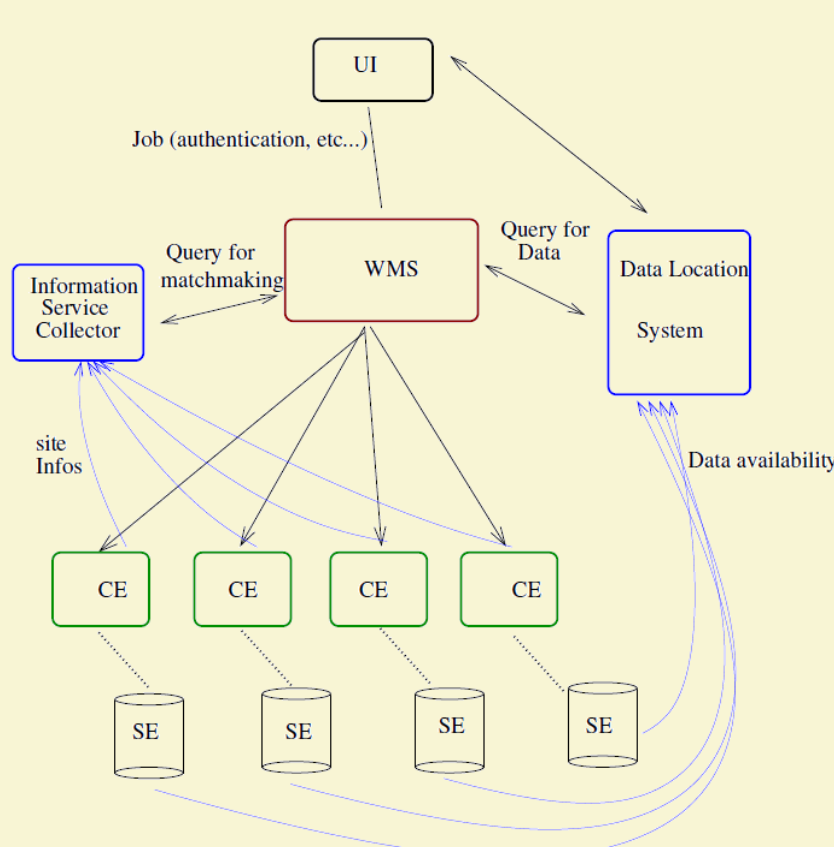 UI
Job (authentication, etc...)
Query for
matchmaking
WMS
Query for
Data
Information
Service
Collector
Data Location
System
site
Infos
Data availability
CE
CE
CE
CE
SE
SE
SE
SE